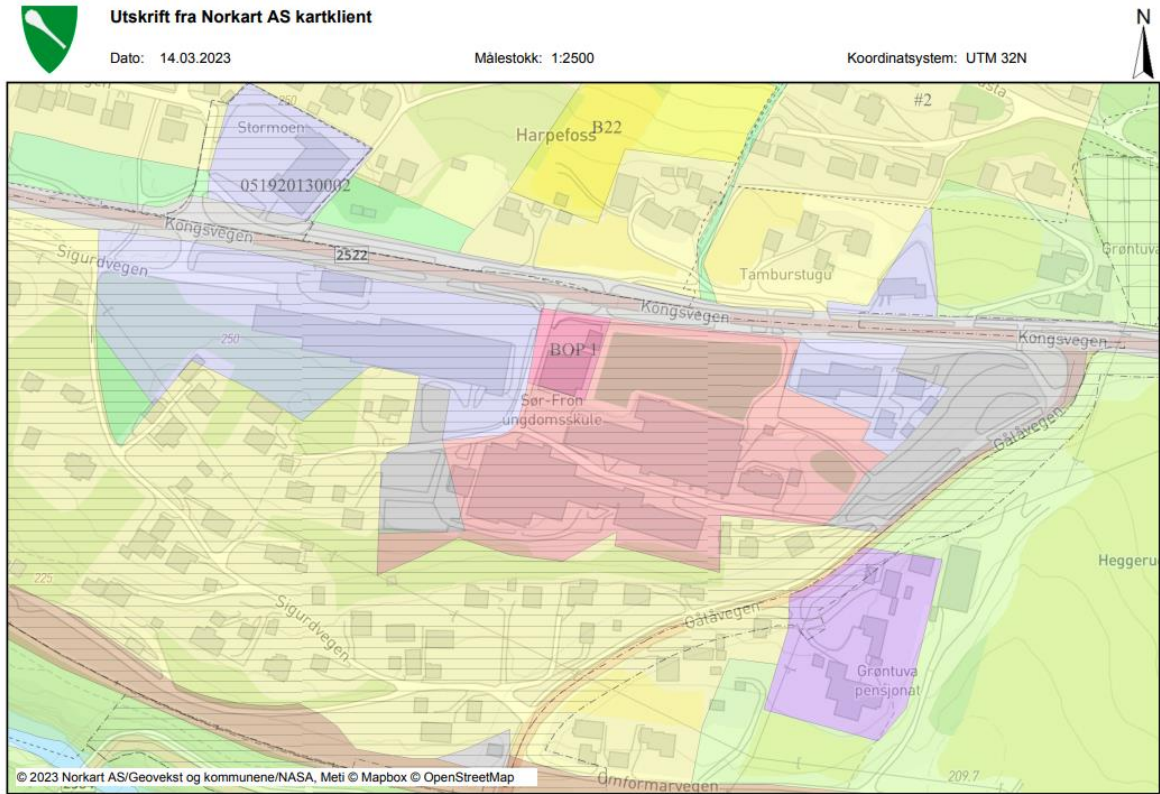 Utskrift fra Norkart AS kartklient
N
Dato: 14.03.2023
Målestokk: 1:2500
Koordinatsystem: UTM 32N
250
#2
Stormoen
Harpefoss
B22
051920130002
Kongsvegen
Sigurdvegen
2522
Grøntuva
Tamburstugu
Kongsvegen
Kongsvegen
250
BOP 1
Sør-Fron
ungdomsskule
Gålåvegen
225
Heggeru
Sigurdvegen
Gålåvegen
Grøntuva
pensjonat
© 2023 Norkart AS/Geovekst og kommunene/NASA, Meti © Mapbox © OpenStreetMap
Omformarvegen
209.7